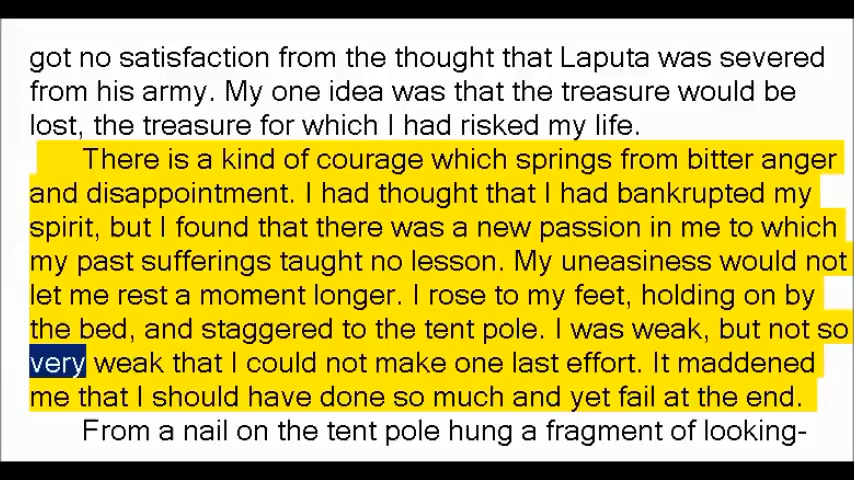 got no satisfaction from the thought that Laputa was severed
from his army. My one idea was that the treasure would be
lost, the treasure for which I had risked my life.
There is a kind of courage which springs from bitter anger
and disappointment. I had thought that I had bankrupted my
spirit, but I found that there was a new passion in me to which
my past sufferings taught no lesson. My uneasiness would not
let me rest a moment longer. I rose to my feet, holding on by
the bed, and staggered to the tent pole. I was weak, but not so
very weak that I could not make one last effort. It maddened
me that I should have done so much and yet fail at the end.
From a nail on the tent pole hung a fragment of looking-